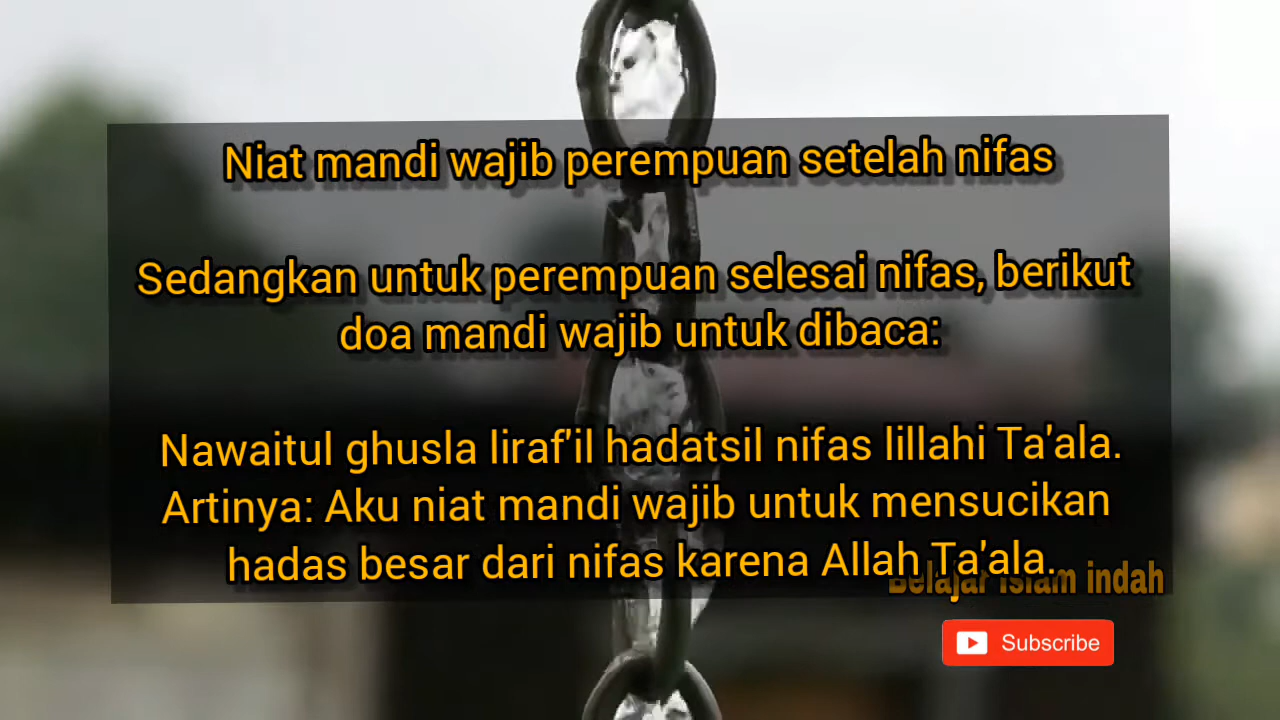 Niat mandi wajib perempuan setelah nifas
Sedangkan untuk perempuan selesai nifas, berikut
doa mandi wajib untuk dibaca:
Nawaitul ghusla liraf'il hadatsil nifas lillahi Ta'ala.
Artinya: Aku niat mandi wajib untuk mensucikan
hadas besar dari nifas karena Allah Ta'ala.
Belajar Islam indah
Subscribe